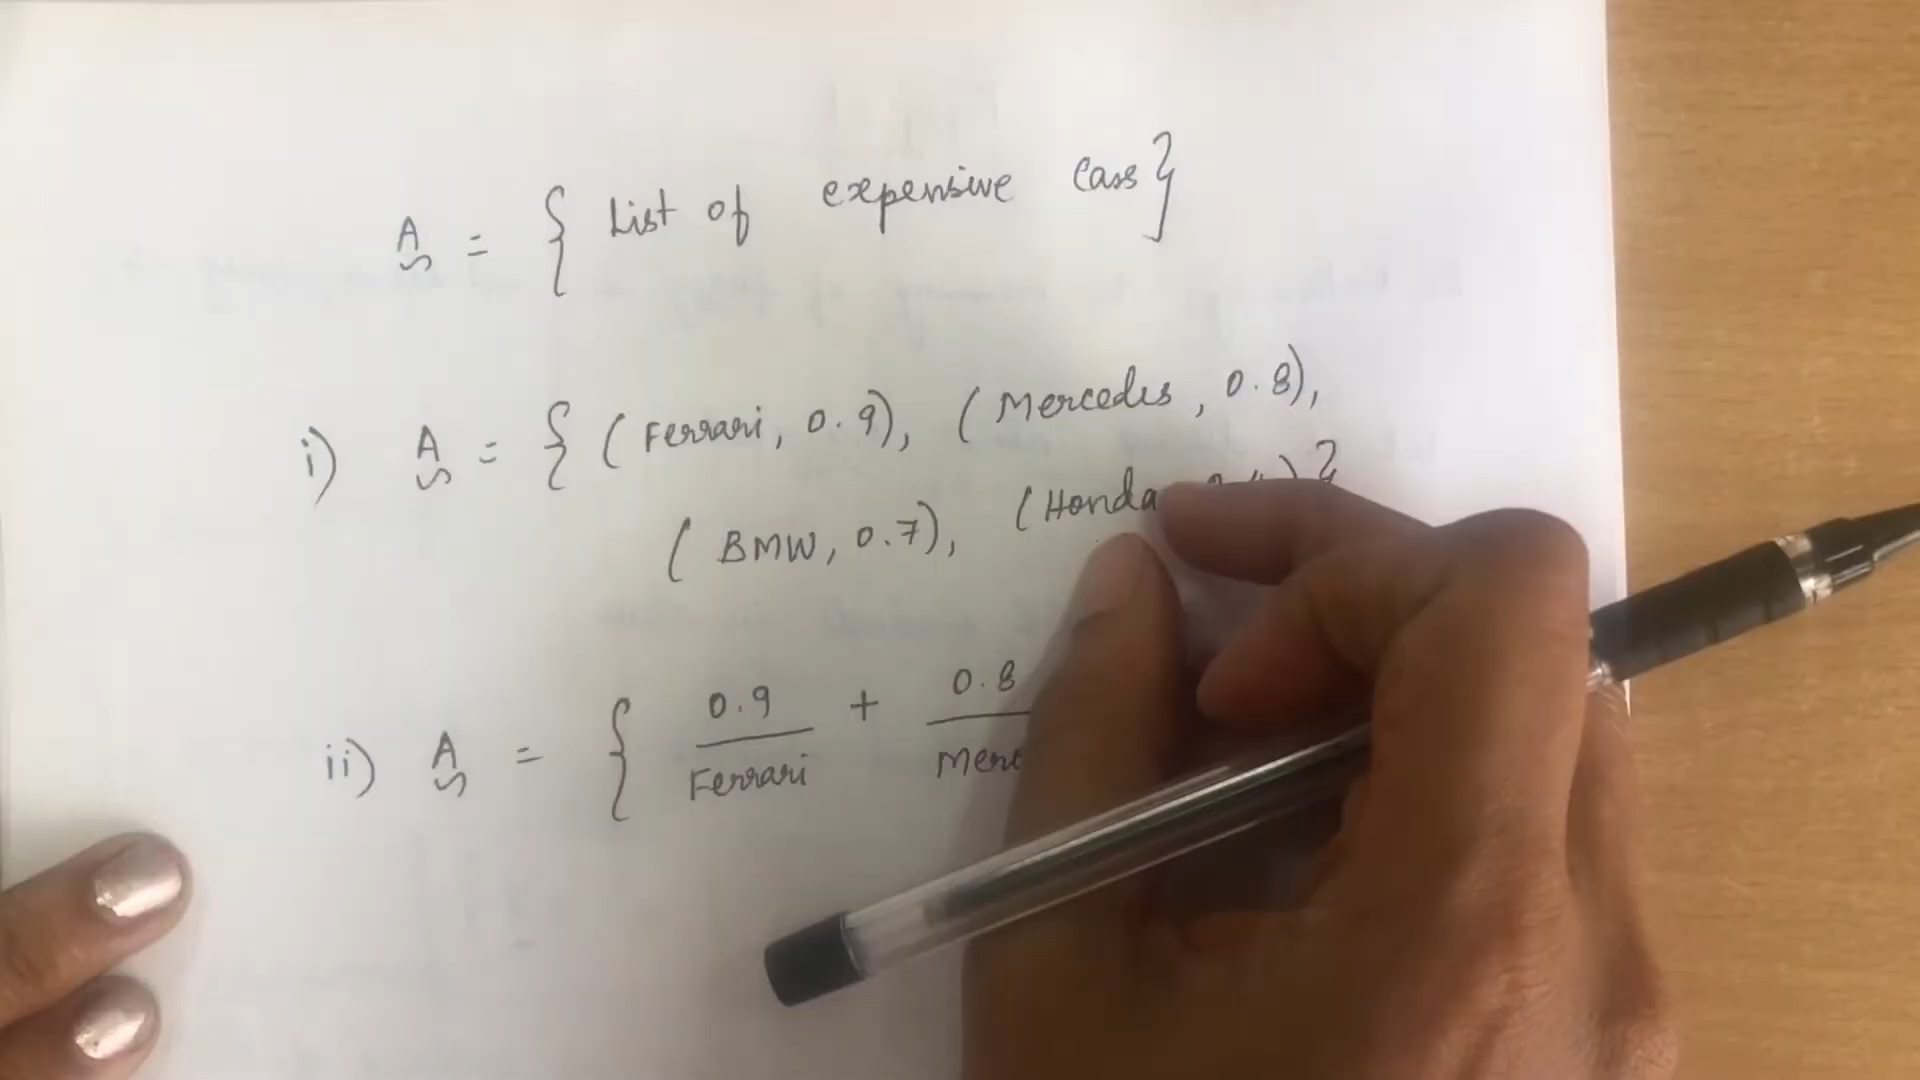 A = { List of expensive cars}
i) A = { (Ferrari, 0.9), (Mercedes, 0.8),
(BMW, 0.7), (Honda
ii) A = { 0.9 + 0.8
Ferrari Merc